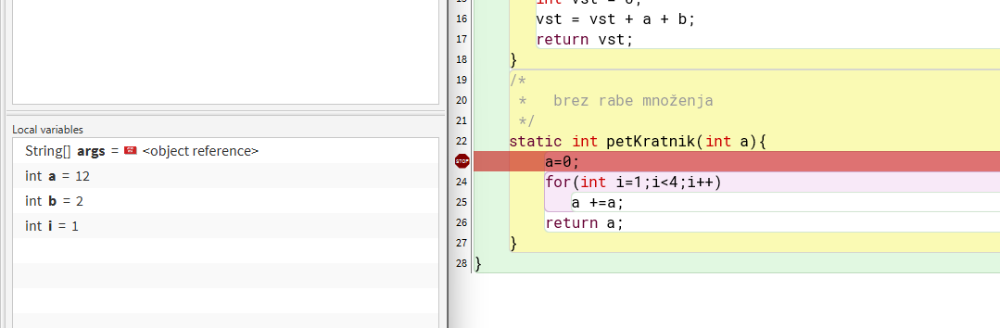 Local variables
String[] args = <object reference>
int a = 12
int b = 2
int i = 1
15 int vst = 0;
16 vst = vst + a + b;
17 return vst;
18 }
19 /*
20 * brez rabe množenja
21 */
22 static int petKratnik(int a){
STOP a=0;
24 for(int i=1;i<4;i++)
25 a +=a;
26 return a;
27 }
28 }